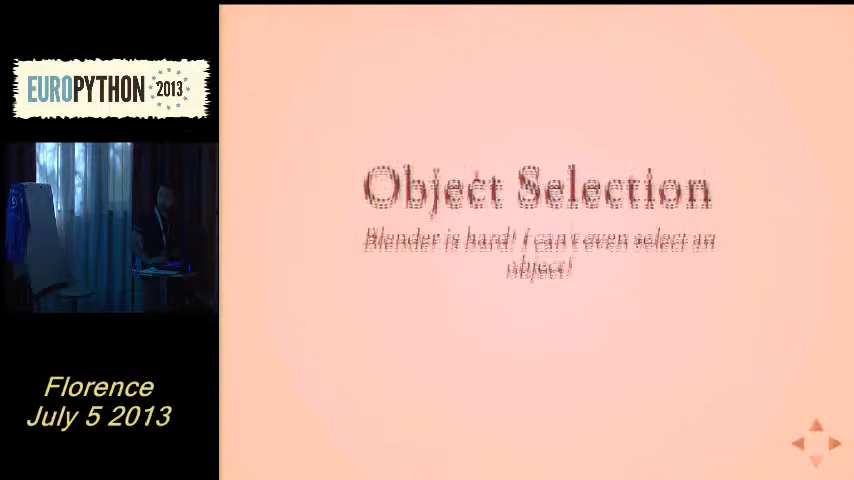 EUROPYTHON 2013
Object Selection
Blender is hard! I can't even select an
object!
Florence
July 5 2013